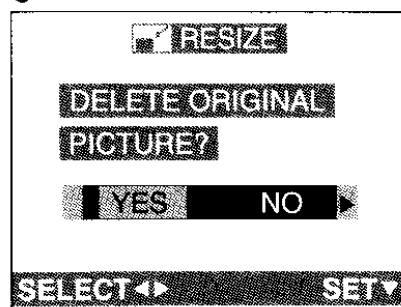 RESIZE
DELETE ORIGINAL
PICTURE?
YES NO
SELECT◀▶ SET▼